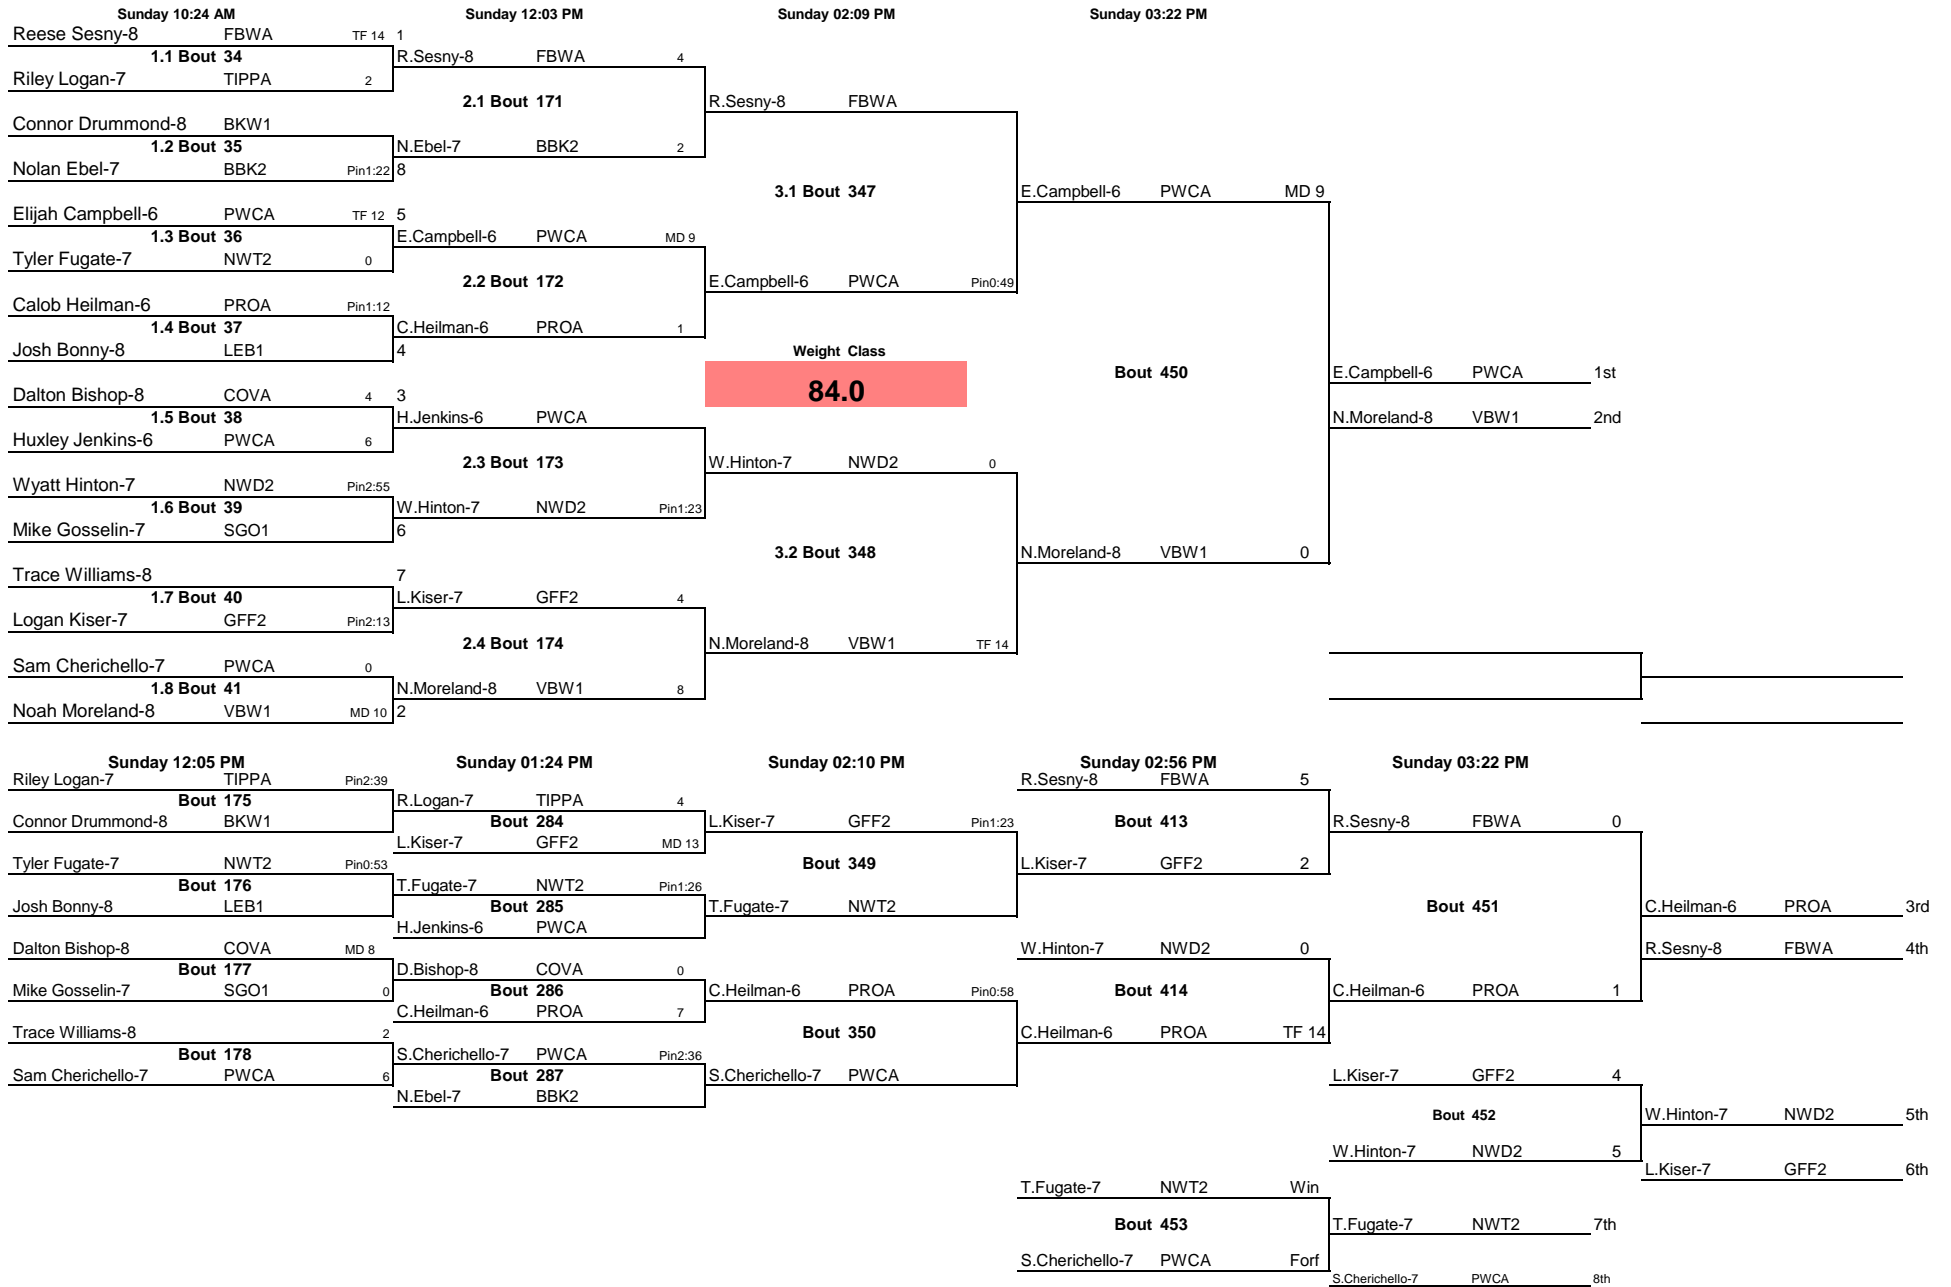 Sunday 10:24 AM Sunday 12:03 PM Sunday 02:09 PM Sunday 03:22 PM
Reese Sesny-8 FBWA TF 14 1
1.1 Bout 34 R.Sesny-8 FBWA 4
Riley Logan-7 TIPPA 2
2.1 Bout 171 R.Sesny-8 FBWA
Connor Drummond-8 BKW1
1.2 Bout 35 N.Ebel-7 BBK2 2
Nolan Ebel-7 BBK2 Pin1:22 8
3.1 Bout 347 E.Campbell-6 PWCA MD 9
Elijah Campbell-6 PWCA TF 12 5
1.3 Bout 36 E.Campbell-6 PWCA MD 9
Tyler Fugate-7 NWT2 0
2.2 Bout 172 E.Campbell-6 PWCA Pin0:49
Calob Heilman-6 PROA Pin1:12
1.4 Bout 37 C.Heilman-6 PROA 1
Josh Bonny-8 LEB1 4 Weight Class
Bout 450 E.Campbell-6 PWCA 1st
Dalton Bishop-8 COVA 4 3 84.0
1.5 Bout 38 H.Jenkins-6 PWCA N.Moreland-8 VBW1 2nd
Huxley Jenkins-6 PWCA 6
2.3 Bout 173 W.Hinton-7 NWD2 0
Wyatt Hinton-7 NWD2 Pin2:55
1.6 Bout 39 W.Hinton-7 NWD2 Pin1:23
Mike Gosselin-7 SGO1 6
3.2 Bout 348 N.Moreland-8 VBW1 0
Trace Williams-8 7
1.7 Bout 40 L.Kiser-7 GFF2 4
Logan Kiser-7 GFF2 Pin2:13
2.4 Bout 174 N.Moreland-8 VBW1 TF 14
Sam Cherichello-7 PWCA 0
1.8 Bout 41 N.Moreland-8 VBW1 8
Noah Moreland-8 VBW1 MD 10 2
Sunday 12:05 PM Sunday 01:24 PM Sunday 02:10 PM Sunday 02:56 PM Sunday 03:22 PM
Riley Logan-7 TIPPA Pin2:39 R.Sesny-8 FBWA 5
Bout 175 R.Logan-7 TIPPA 4
Connor Drummond-8 BKW1 Bout 284 L.Kiser-7 GFF2 Pin1:23 Bout 413 R.Sesny-8 FBWA 0
L.Kiser-7 GFF2 MD 13
Tyler Fugate-7 NWT2 Pin0:53 Bout 349 L.Kiser-7 GFF2 2
Bout 176 T.Fugate-7 NWT2 Pin1:26
Josh Bonny-8 LEB1 Bout 285 T.Fugate-7 NWT2 Bout 451 C.Heilman-6 PROA 3rd
H.Jenkins-6 PWCA
Dalton Bishop-8 COVA MD 8 W.Hinton-7 NWD2 0 R.Sesny-8 FBWA 4th
Bout 177 D.Bishop-8 COVA 0
Mike Gosselin-7 SGO1 0 Bout 286 C.Heilman-6 PROA Pin0:58 Bout 414 C.Heilman-6 PROA 1
C.Heilman-6 PROA 7
Trace Williams-8 2 Bout 350 C.Heilman-6 PROA TF 14
Bout 178 S.Cherichello-7 PWCA Pin2:36
Sam Cherichello-7 PWCA 6 Bout 287 S.Cherichello-7 PWCA L.Kiser-7 GFF2 4
N.Ebel-7 BBK2
Bout 452 W.Hinton-7 NWD2 5th
W.Hinton-7 NWD2 5
L.Kiser-7 GFF2 6th
T.Fugate-7 NWT2 Win
Bout 453 T.Fugate-7 NWT2 7th
S.Cherichello-7 PWCA Forf
S.Cherichello-7 PWCA 8th